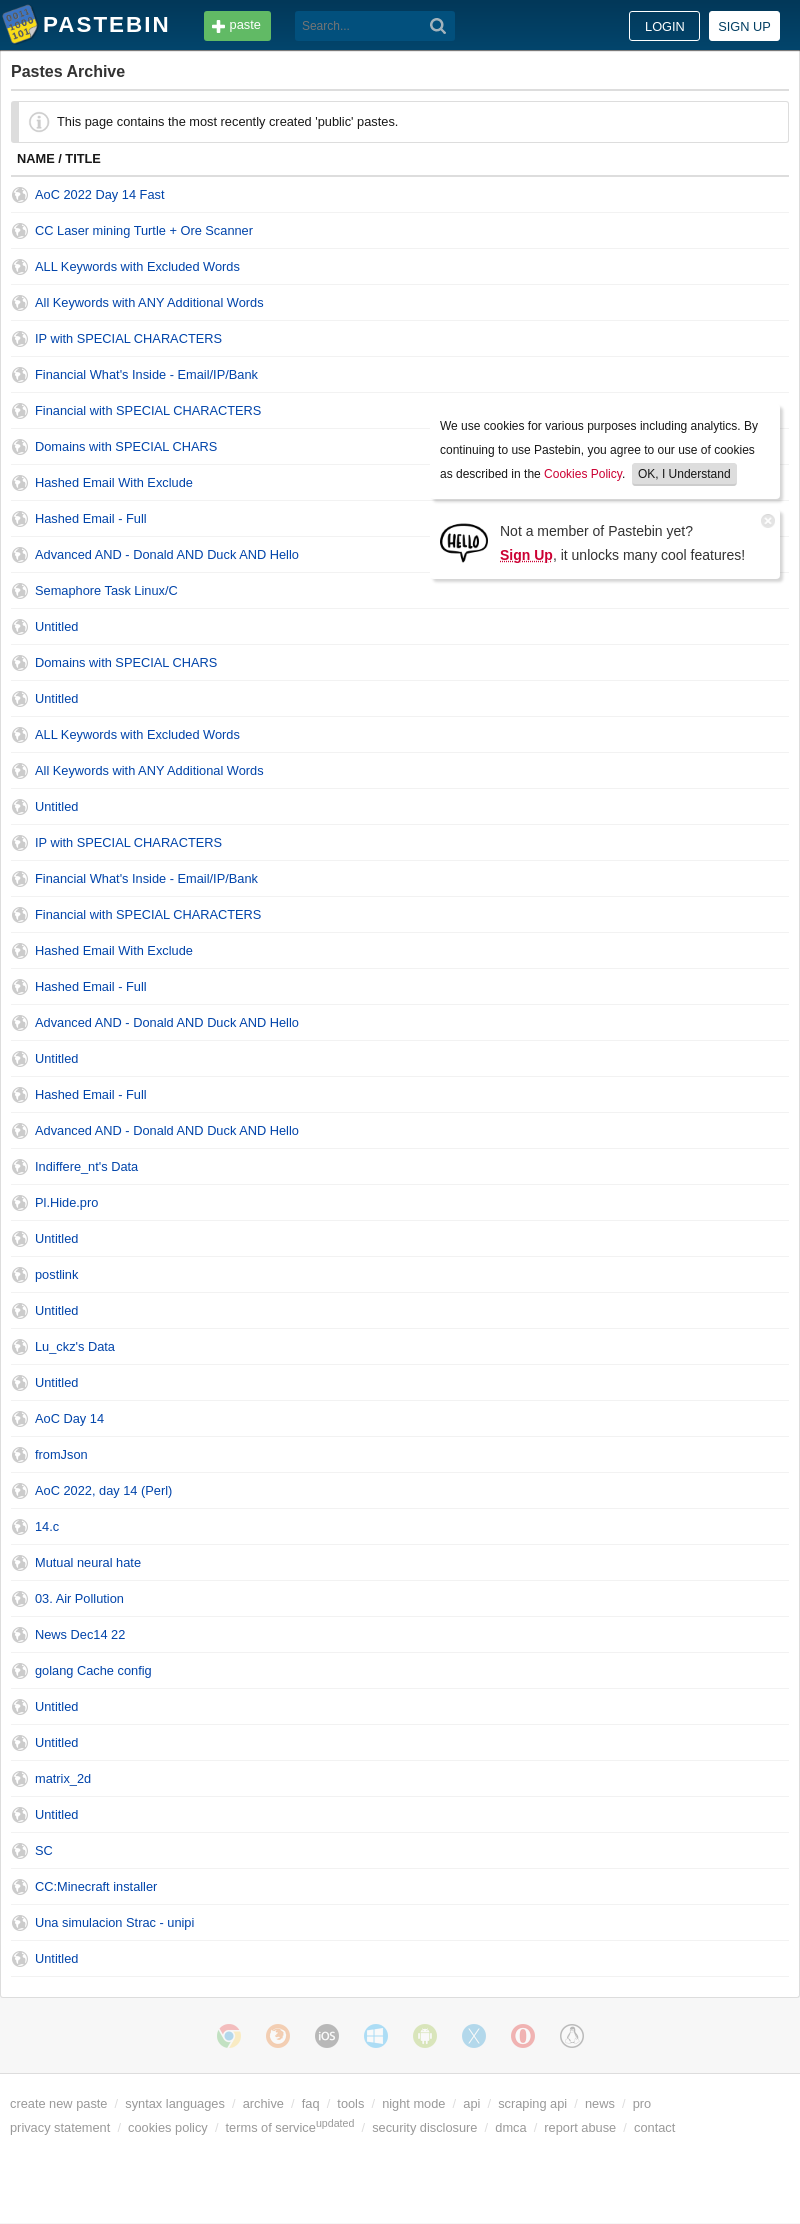 PASTEBIN paste Search... LOGIN SIGN UP
Pastes Archive
This page contains the most recently created 'public' pastes.
NAME / TITLE
AoC 2022 Day 14 Fast
CC Laser mining Turtle + Ore Scanner
ALL Keywords with Excluded Words
All Keywords with ANY Additional Words
IP with SPECIAL CHARACTERS
Financial What's Inside - Email/IP/Bank
Financial with SPECIAL CHARACTERS
Domains with SPECIAL CHARS
Hashed Email With Exclude
Hashed Email - Full
Advanced AND - Donald AND Duck AND Hello
We use cookies for various purposes including analytics. By
continuing to use Pastebin, you agree to our use of cookies
as described in the Cookies Policy. OK, I Understand
HELLO
Not a member of Pastebin yet?
Sign Up, it unlocks many cool features!
Semaphore Task Linux/C
Untitled
Domains with SPECIAL CHARS
Untitled
ALL Keywords with Excluded Words
All Keywords with ANY Additional Words
Untitled
IP with SPECIAL CHARACTERS
Financial What's Inside - Email/IP/Bank
Financial with SPECIAL CHARACTERS
Hashed Email With Exclude
Hashed Email - Full
Advanced AND - Donald AND Duck AND Hello
Untitled
Hashed Email - Full
Advanced AND - Donald AND Duck AND Hello
Indiffere_nt's Data
Pl.Hide.pro
Untitled
postlink
Untitled
Lu_ckz's Data
Untitled
AoC Day 14
fromJson
AoC 2022, day 14 (Perl)
14.c
Mutual neural hate
03. Air Pollution
News Dec14 22
golang Cache config
Untitled
Untitled
matrix_2d
Untitled
SC
CC:Minecraft installer
Una simulacion Strac - unipi
Untitled
iOS
create new paste / syntax languages / archive / faq / tools / night mode / api / scraping api / news / pro
privacy statement / cookies policy / terms of service updated / security disclosure / dmca / report abuse / contact